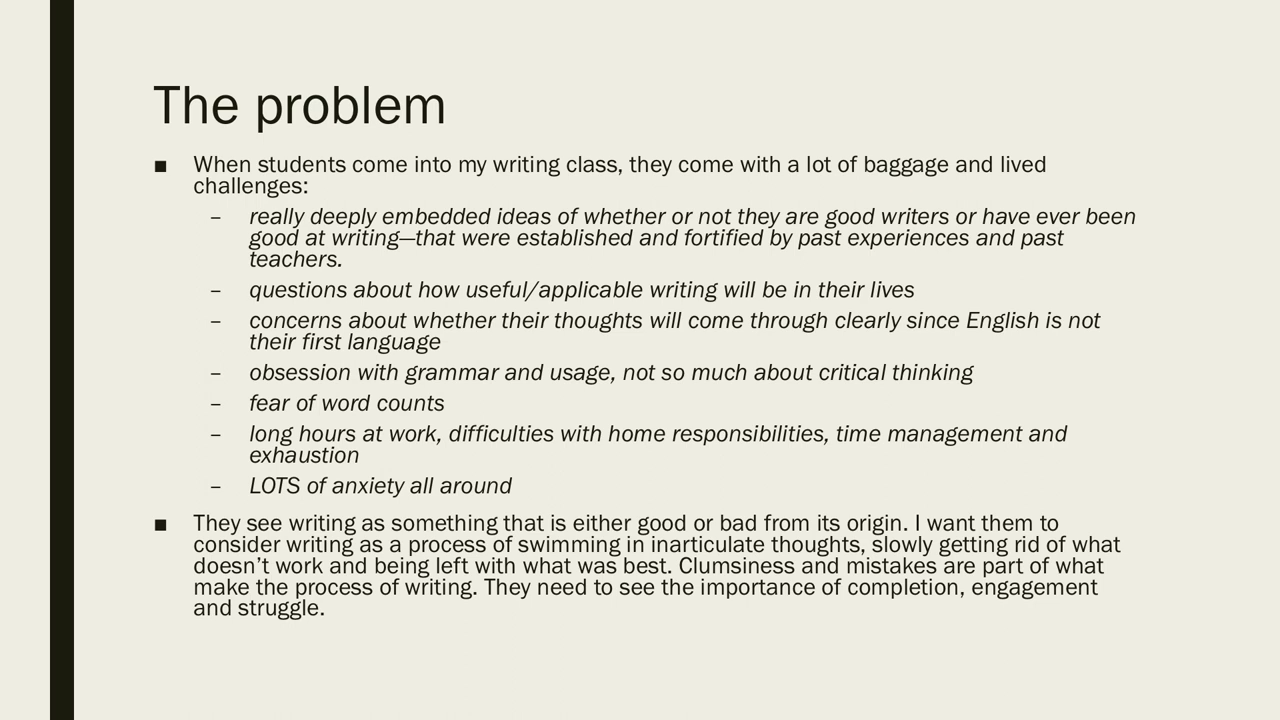 The problem
■ When students come into my writing class, they come with a lot of baggage and lived
challenges:
– really deeply embedded ideas of whether or not they are good writers or have ever been
good at writing—that were established and fortified by past experiences and past
teachers.
– questions about how useful/applicable writing will be in their lives
– concerns about whether their thoughts will come through clearly since English is not
their first language
– obsession with grammar and usage, not so much about critical thinking
– fear of word counts
– long hours at work, difficulties with home responsibilities, time management and
exhaustion
– LOTS of anxiety all around
■ They see writing as something that is either good or bad from its origin. I want them to
consider writing as a process of swimming in inarticulate thoughts, slowly getting rid of what
doesn’t work and being left with what was best. Clumsiness and mistakes are part of what
make the process of writing. They need to see the importance of completion, engagement
and struggle.